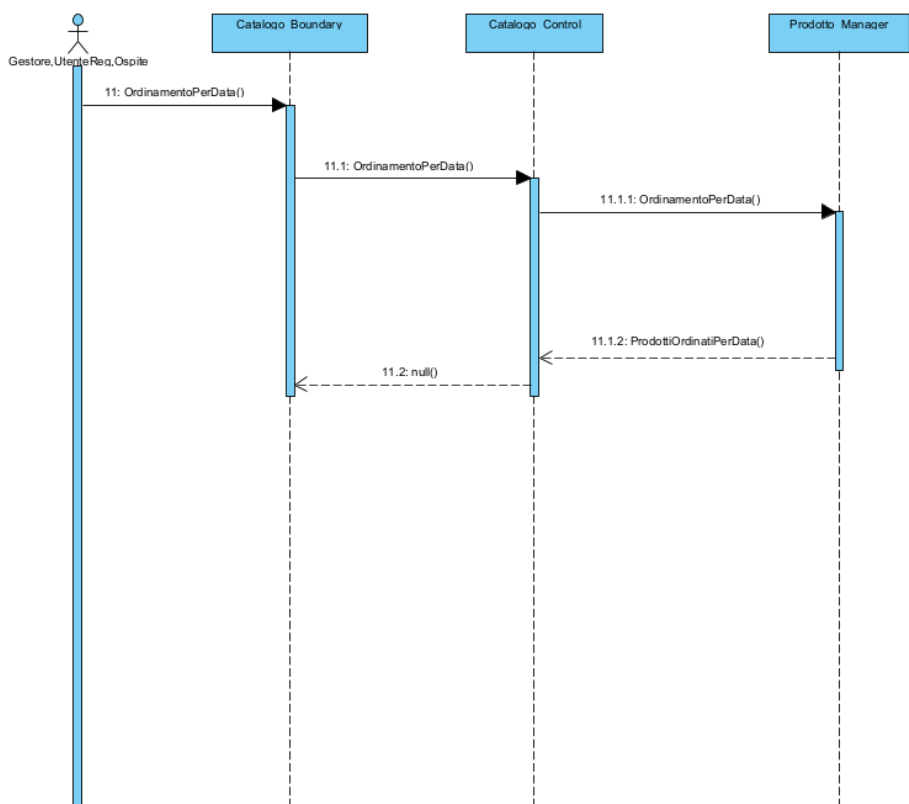 Catalogo Boundary
Catalogo Control
Prodotto Manager
Gestore,UtenteReg,Ospite
11: OrdinamentoPerData()
11.1: OrdinamentoPerData()
11.1.1: OrdinamentoPerData()
11.1.2: ProdottiOrdinatiPerData()
11.2: null()